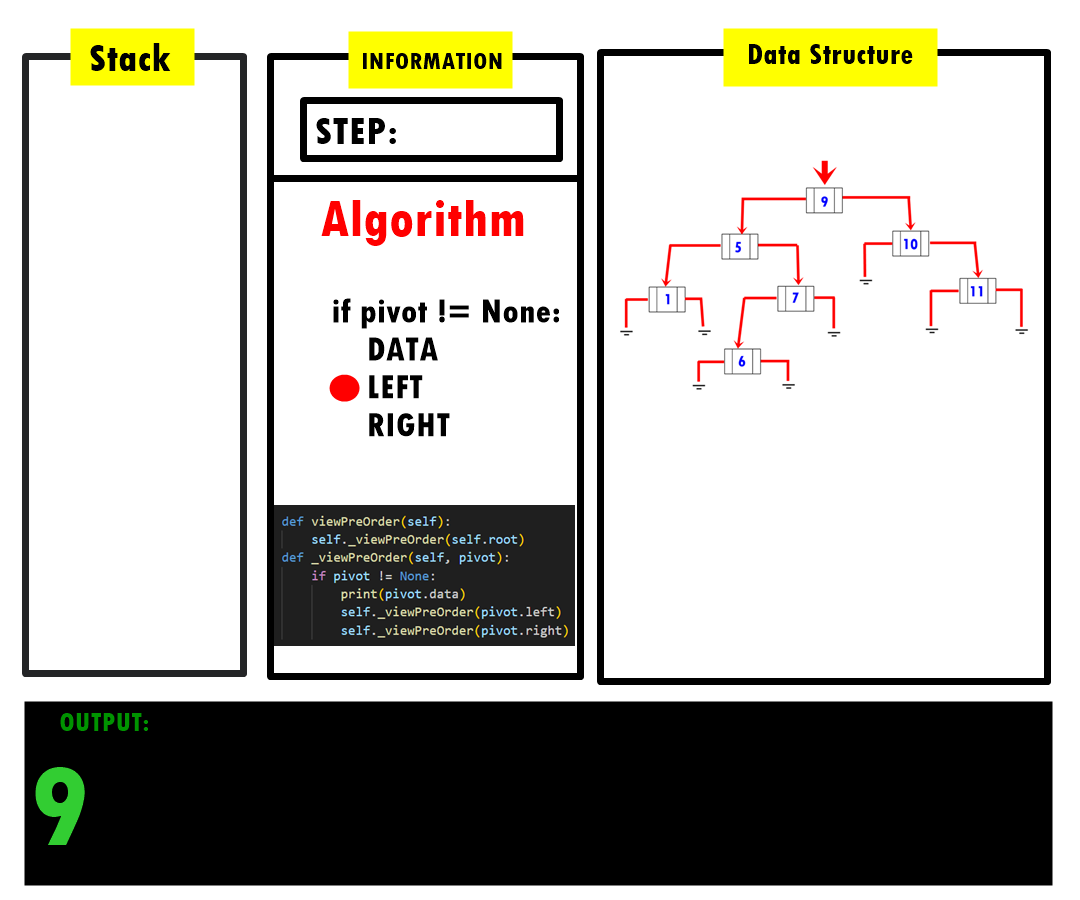 Stack
INFORMATION
STEP:
Algorithm
if pivot != None:
DATA
LEFT
RIGHT
def viewPreOrder(self):
self._viewPreOrder(self.root)
def _viewPreOrder(self, pivot):
if pivot != None:
print(pivot.data)
self._viewPreOrder(pivot.left)
self._viewPreOrder(pivot.right)
Data Structure
9
5
10
1
7
11
6
OUTPUT:
9